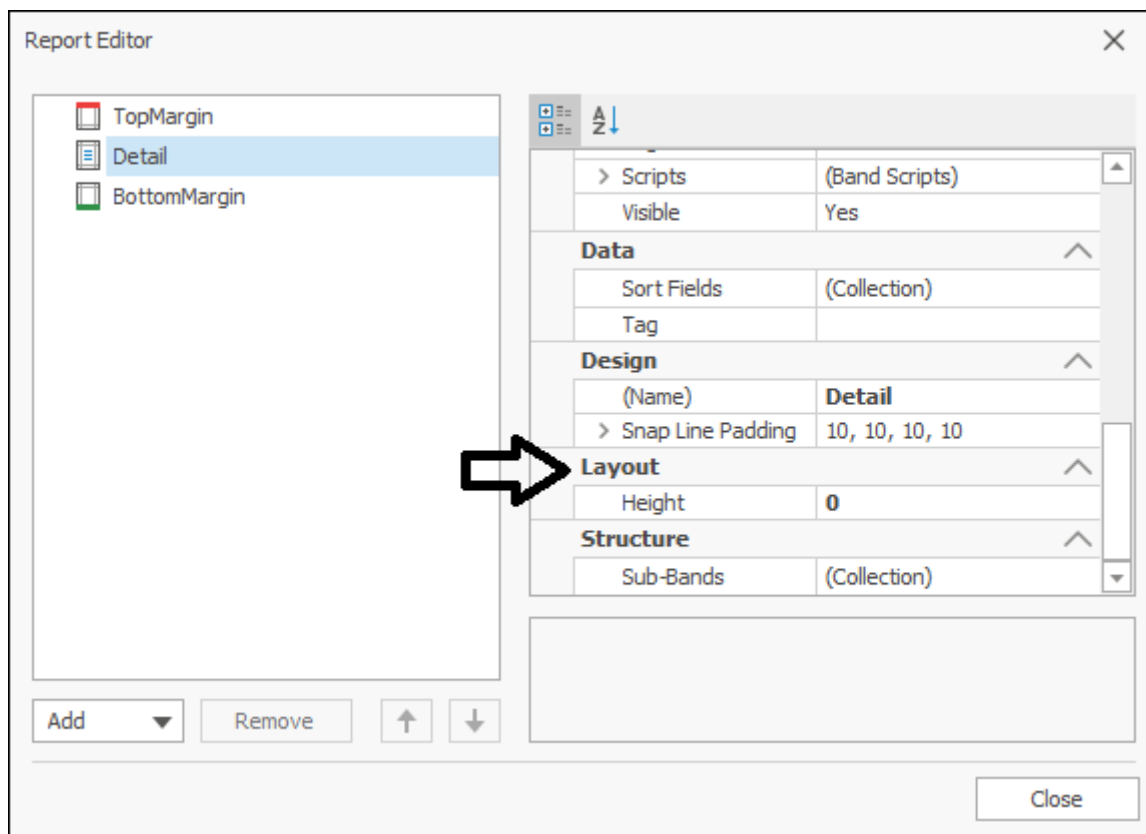 Report Editor
TopMargin
Detail
BottomMargin
Add
Remove
Scripts (Band Scripts)
Visible Yes
Data
Sort Fields (Collection)
Tag
Design
(Name) Detail
Snap Line Padding 10, 10, 10, 10
Layout
Height 0
Structure
Sub-Bands (Collection)
Close